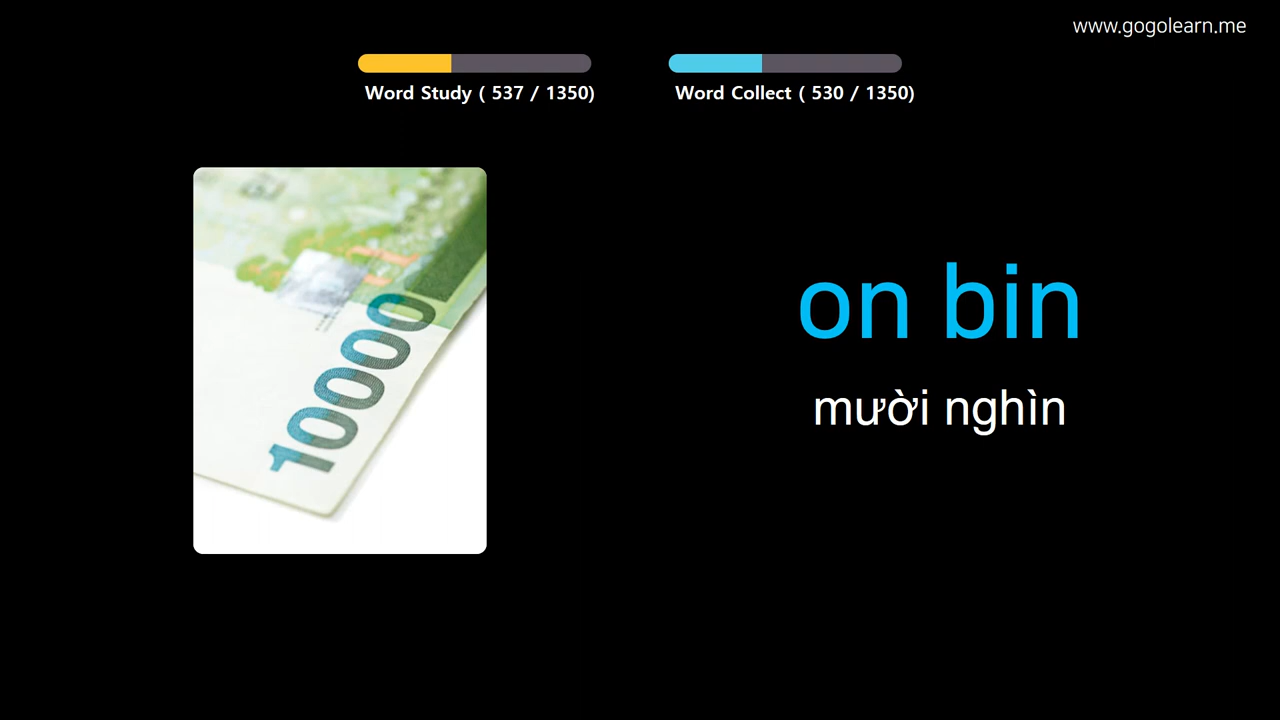 www.gogolearn.me
Word Study ( 537 / 1350)
Word Collect ( 530 / 1350)
10000
on bin
mười nghìn